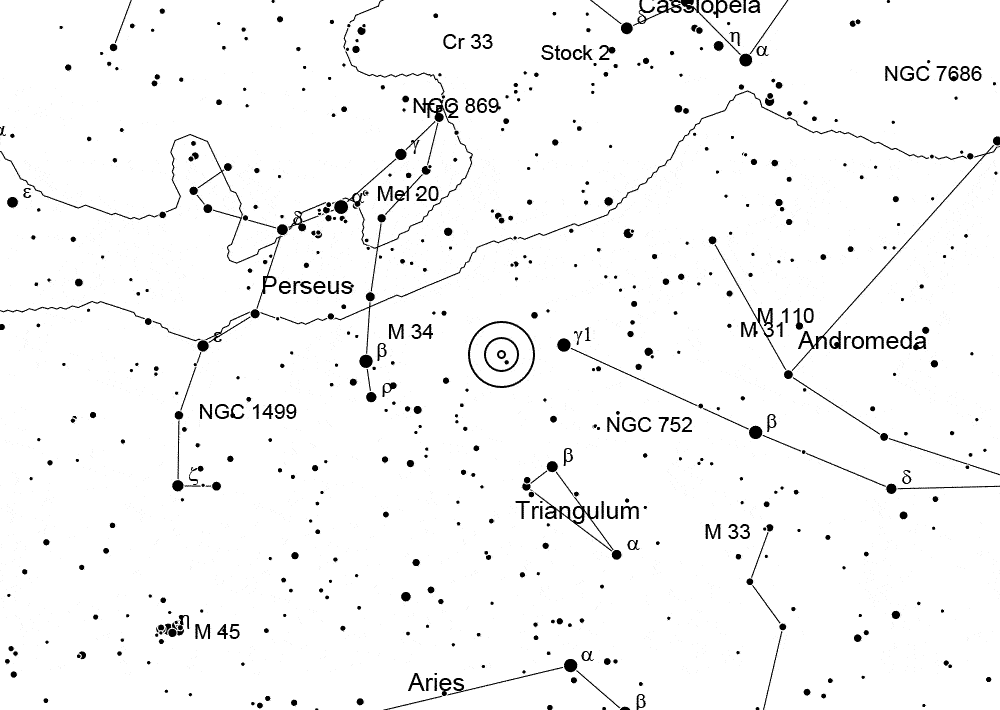 Cassiopeia
δ
η
α
Cr 33
Stock 2
NGC 7686
NGC 869
α
γ
ε
Mel 20
α
δ
Perseus
M 110
M 31
Andromeda
M 34
γ1
ε
β
ρ
NGC 1499
NGC 752
β
ζ
β
δ
Triangulum
M 33
α
η
M 45
α
Aries
β